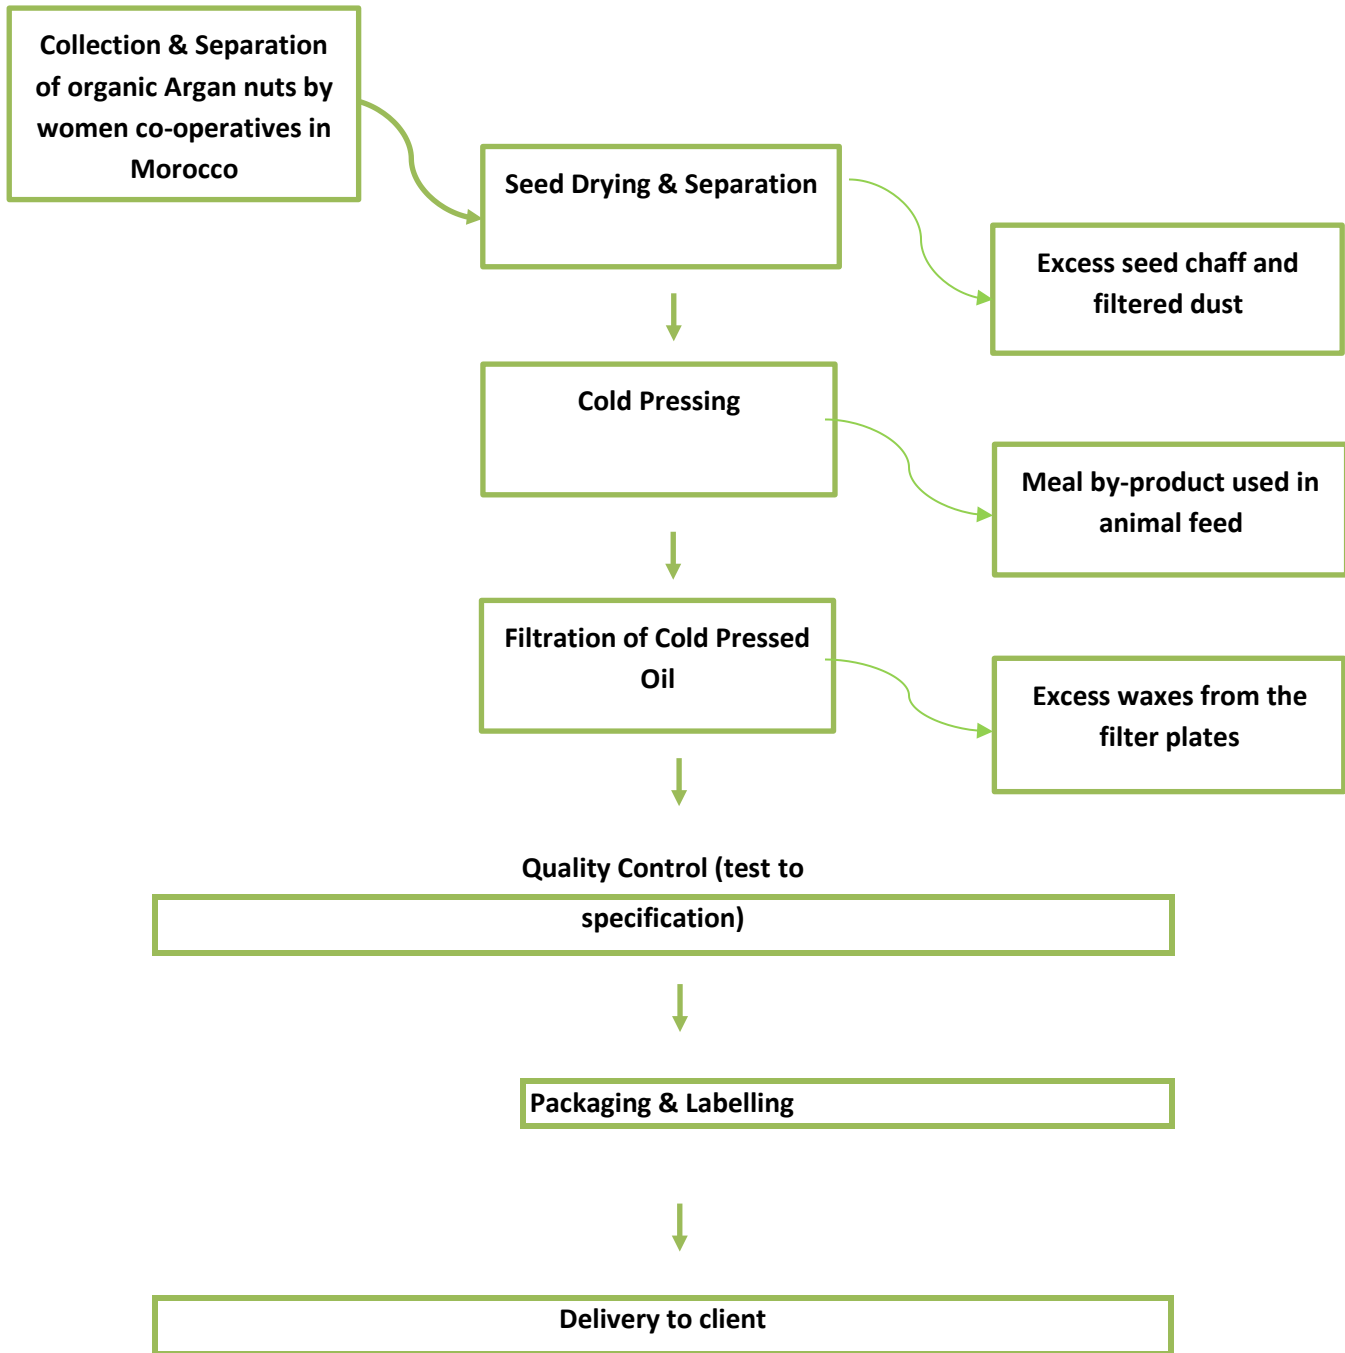 Collection & Separation
of organic Argan nuts by
women co-operatives in
Morocco
Seed Drying & Separation
Excess seed chaff and
filtered dust
Cold Pressing
Meal by-product used in
animal feed
Filtration of Cold Pressed
Oil
Excess waxes from the
filter plates
Quality Control (test to
specification)
Packaging & Labelling
Delivery to client